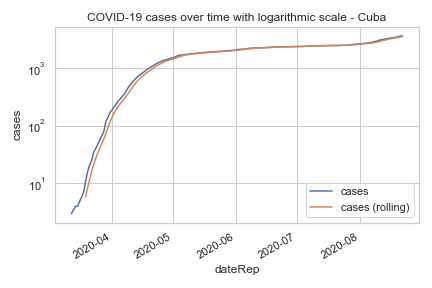 COVID-19 cases over time with logarithmic scale - Cuba
cases
10³
10²
10¹
2020-04
2020-05
2020-06
2020-07
2020-08
dateRep
cases
cases (rolling)